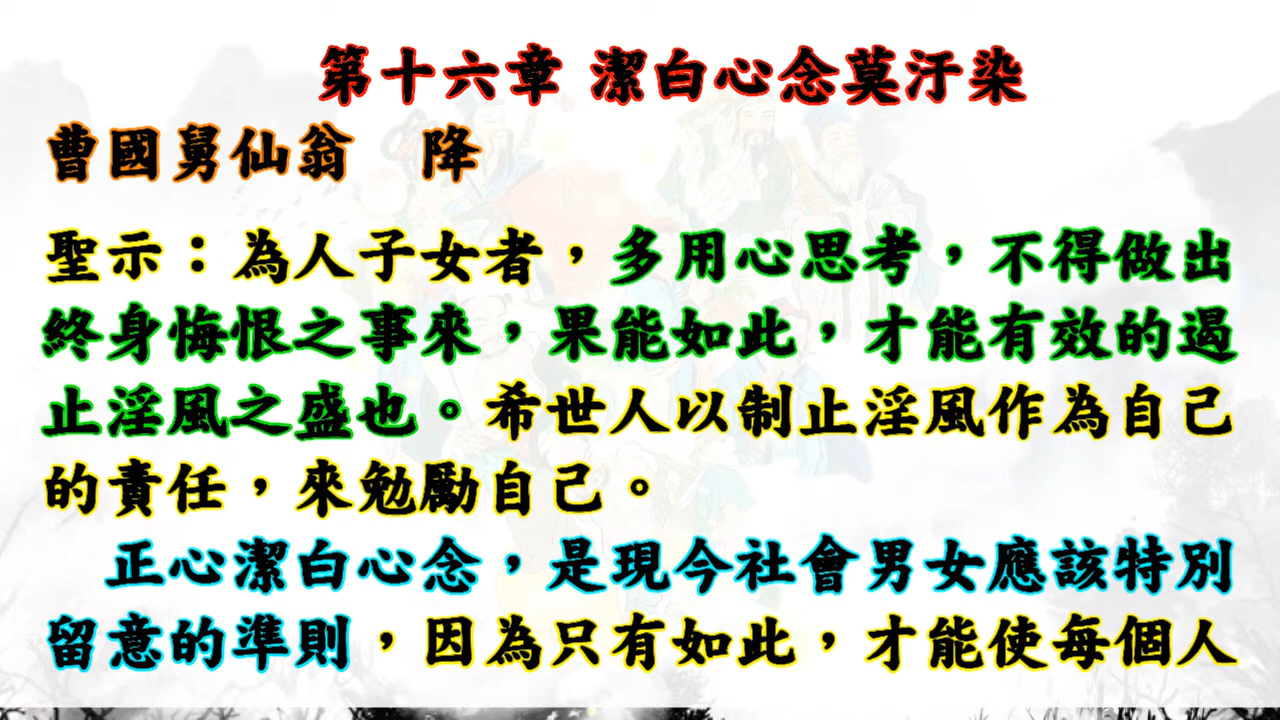 第十六章 潔白心念莫汙染
曹國舅仙翁　降
聖示：為人子女者，多用心思考，不得做出
終身悔恨之事來，果能如此，才能有效的遏
止淫風之盛也。希世人以制止淫風作為自己
的責任，來勉勵自己。
　正心潔白心念，是現今社會男女應該特別
留意的準則，因為只有如此，才能使每個人